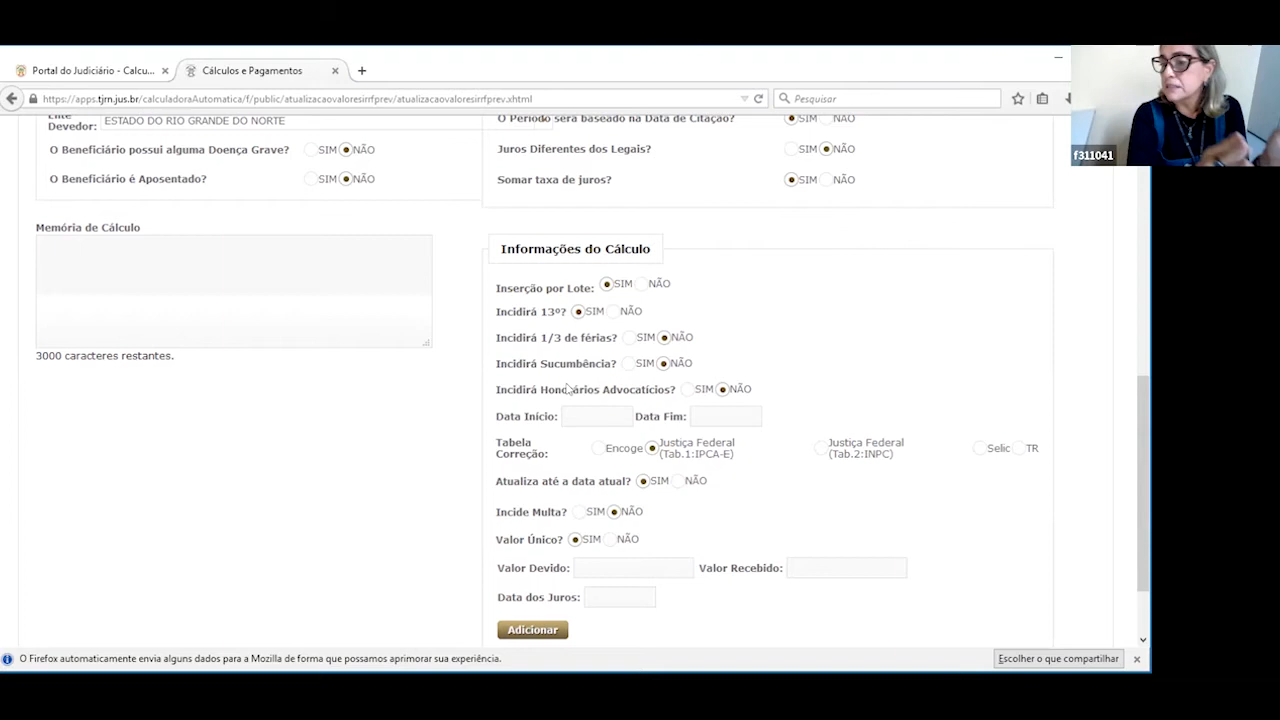 Portal do Judiciário - Calcu...
Cálculos e Pagamentos
https://apps.tjrn.jus.br/calculadoraAutomatica/f/public/atualizacaovaloresirrfprev/atualizacaovaloresirrfprev.xhtml
Pesquisar
f311041
Ente
Devedor: ESTADO DO RIO GRANDE DO NORTE
O Período será baseado na Data de Citação? SIM NÃO
O Beneficiário possui alguma Doença Grave? SIM NÃO
Juros Diferentes dos Legais? SIM NÃO
O Beneficiário é Aposentado? SIM NÃO
Somar taxa de juros? SIM NÃO
Memória de Cálculo
3000 caracteres restantes.
Informações do Cálculo
Inserção por Lote: SIM NÃO
Incidirá 13º? SIM NÃO
Incidirá 1/3 de férias? SIM NÃO
Incidirá Sucumbência? SIM NÃO
Incidirá Honorários Advocatícios? SIM NÃO
Data Início: Data Fim:
Tabela
Correção: Encoge Justiça Federal (Tab.1:IPCA-E) Justiça Federal (Tab.2:INPC) Selic TR
Atualiza até a data atual? SIM NÃO
Incide Multa? SIM NÃO
Valor Único? SIM NÃO
Valor Devido: Valor Recebido:
Data dos Juros:
Adicionar
O Firefox automaticamente envia alguns dados para a Mozilla de forma que possamos aprimorar sua experiência.
Escolher o que compartilhar